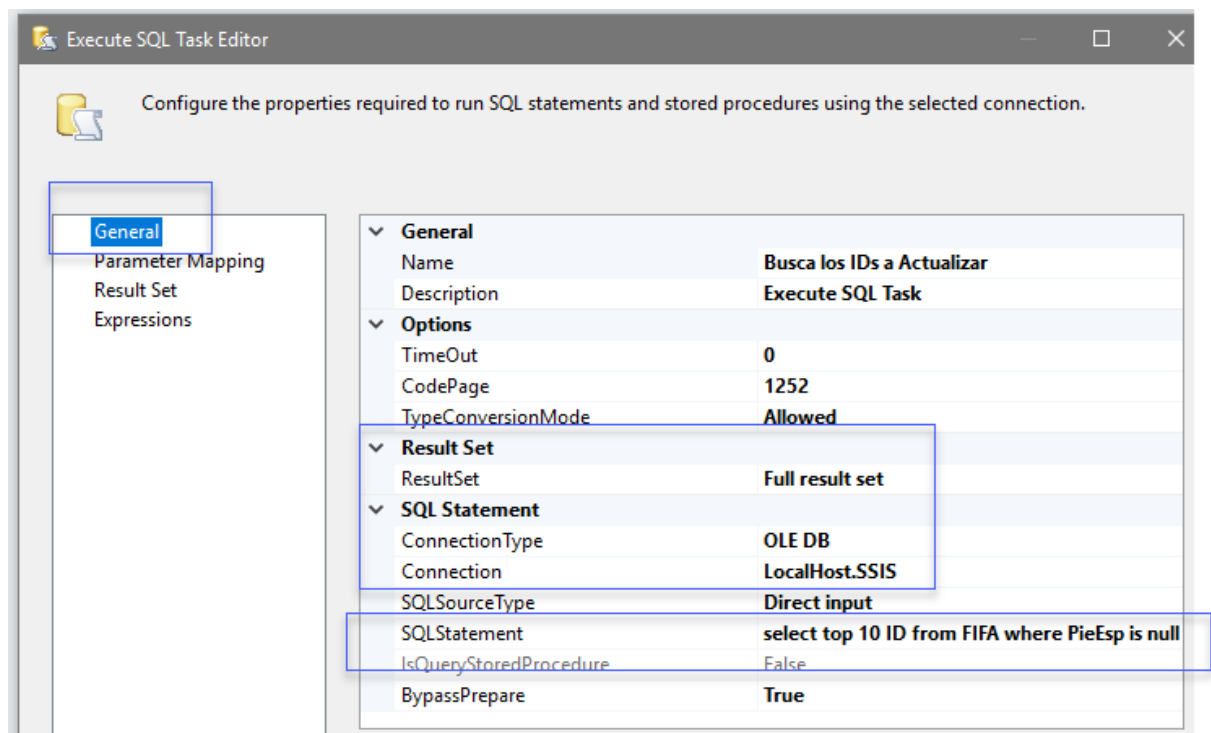 Execute SQL Task Editor
Configure the properties required to run SQL statements and stored procedures using the selected connection.
General
Parameter Mapping
Result Set
Expressions
General
Name Busca los IDs a Actualizar
Description Execute SQL Task
Options
TimeOut 0
CodePage 1252
TypeConversionMode Allowed
Result Set
ResultSet Full result set
SQL Statement
ConnectionType OLE DB
Connection LocalHost.SSIS
SQLSourceType Direct input
SQLStatement select top 10 ID from FIFA where PieEsp is null
IsQueryStoredProcedure False
BypassPrepare True